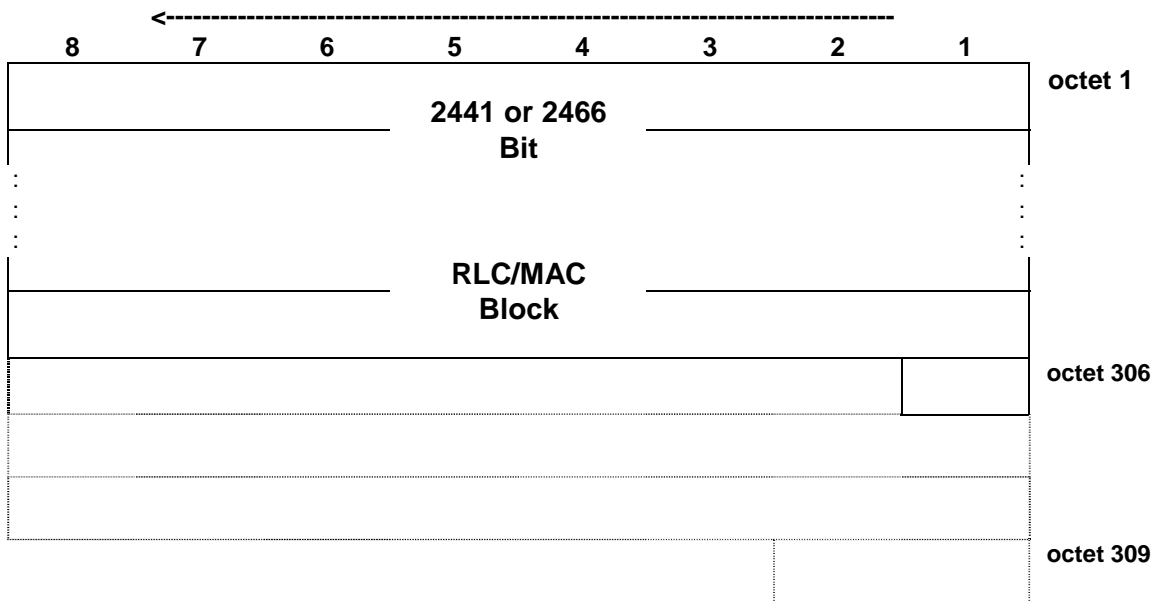 <--------------------------------------------------------------------------------
8 7 6 5 4 3 2 1
octet 1
2441 or 2466
Bit
: :
: :
: :
RLC/MAC
Block
octet 306
octet 309